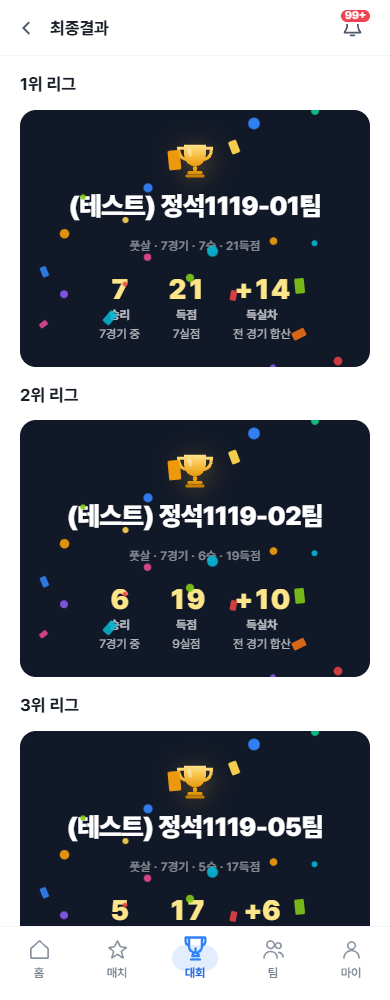 최종결과
99+
1위 리그
(테스트) 정석1119-01팀
풋살 · 7경기 · 7승 · 21득점
7 21 +14
승리 득점 득실차
7경기 중 7실점 전 경기 합산
2위 리그
(테스트) 정석1119-02팀
풋살 · 7경기 · 6승 · 19득점
6 19 +10
승리 득점 득실차
7경기 중 9실점 전 경기 합산
3위 리그
(테스트) 정석1119-05팀
풋살 · 7경기 · 5승 · 17득점
5 17 +6
홈 매치 대회 팀 마이